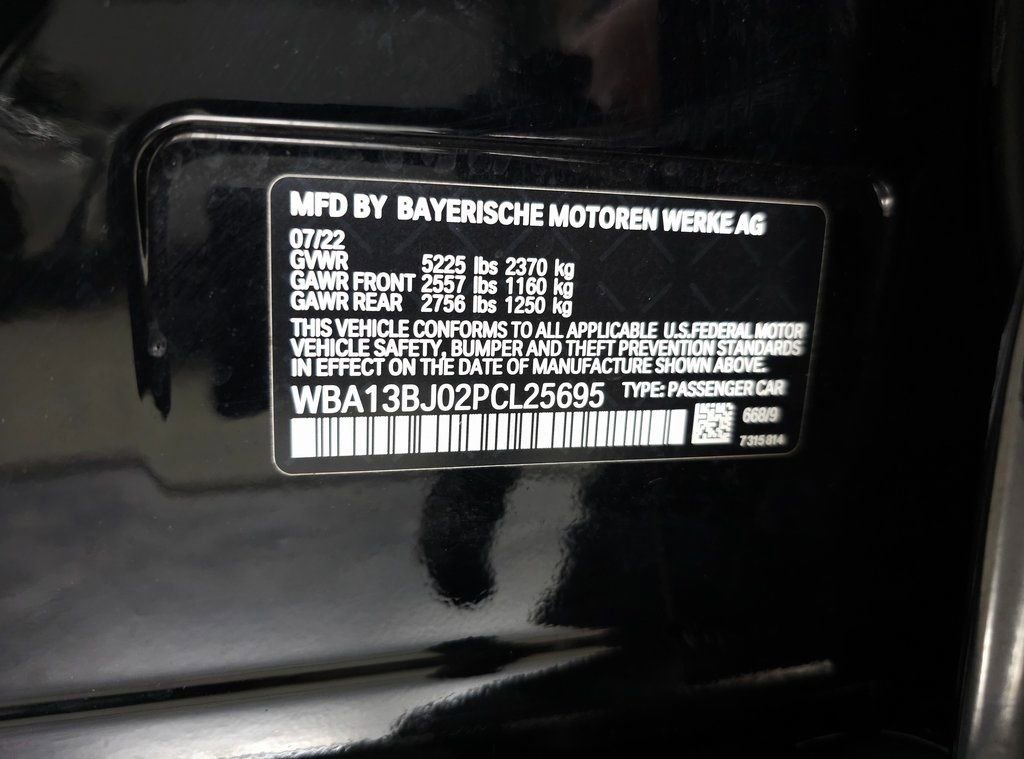 MFD BY BAYERISCHE MOTOREN WERKE AG
07/22
GVWR 5225 lbs 2370 kg
GAWR FRONT 2557 lbs 1160 kg
GAWR REAR 2756 lbs 1250 kg
THIS VEHICLE CONFORMS TO ALL APPLICABLE U.S.FEDERAL MOTOR
VEHICLE SAFETY, BUMPER AND THEFT PREVENTION STANDARDS
IN EFFECT ON THE DATE OF MANUFACTURE SHOWN ABOVE.
WBA13BJ02PCL25695 TYPE: PASSENGER CAR
668/9
7315814